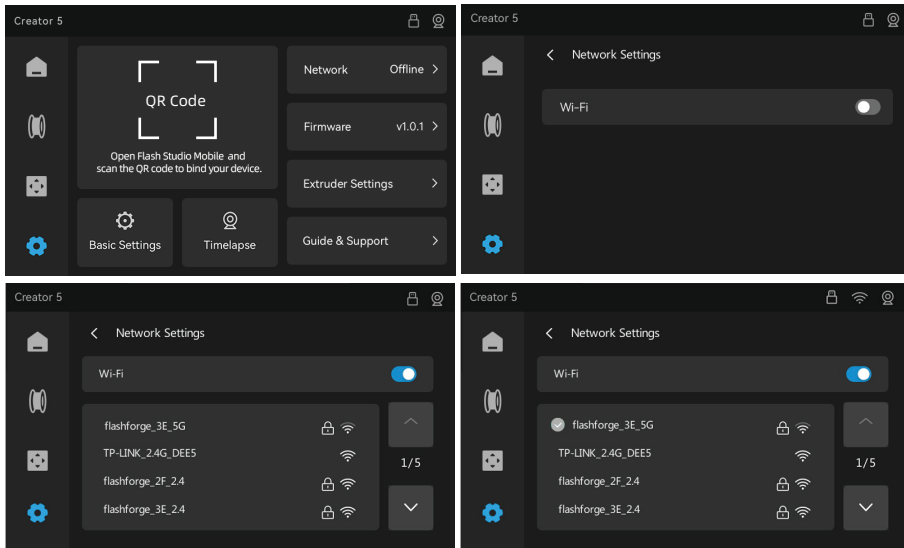 Creator 5
QR Code
Open Flash Studio Mobile and
scan the QR code to bind your device.
Basic Settings
Timelapse
Network Offline >
Firmware v1.0.1 >
Extruder Settings >
Guide & Support >
Creator 5
< Network Settings
Wi-Fi
Creator 5
< Network Settings
Wi-Fi
flashforge_3E_5G
TP-LINK_2.4G_DEE5
flashforge_2F_2.4
flashforge_3E_2.4
1/5
Creator 5
< Network Settings
Wi-Fi
flashforge_3E_5G
TP-LINK_2.4G_DEE5
flashforge_2F_2.4
flashforge_3E_2.4
1/5